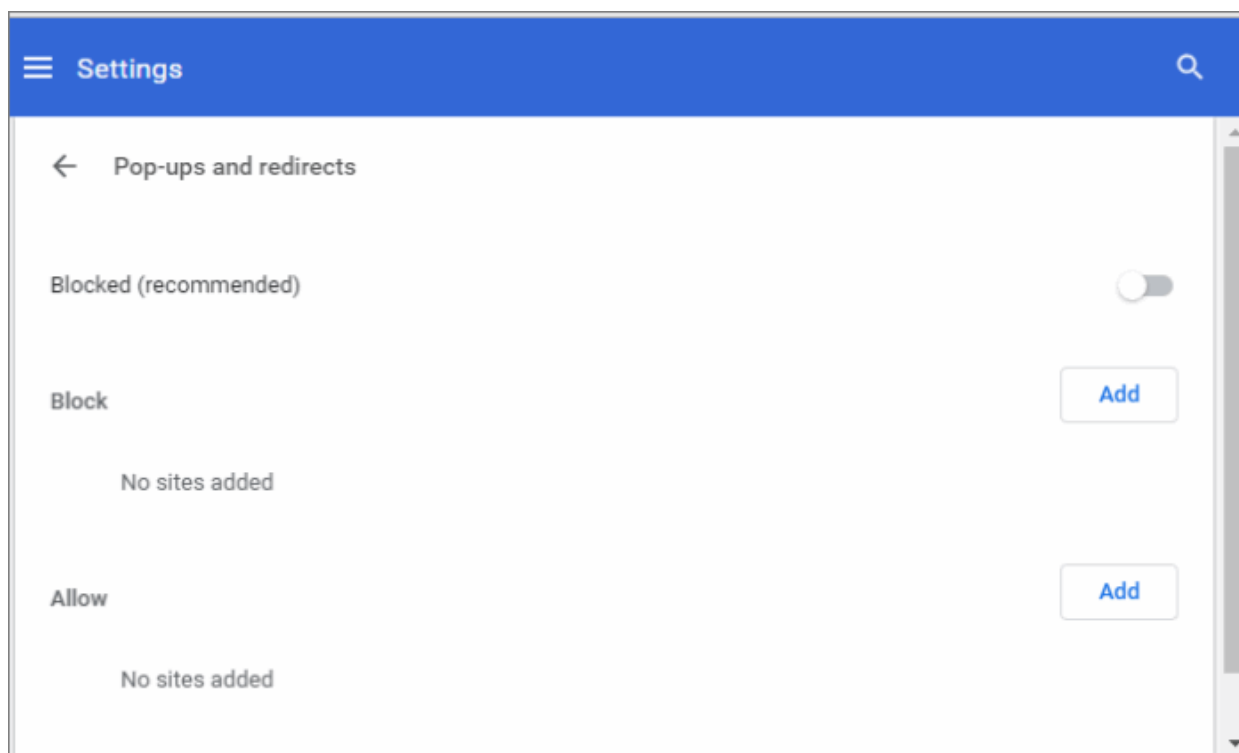 Settings
Pop-ups and redirects
Blocked (recommended)
Block
Add
No sites added
Allow
Add
No sites added